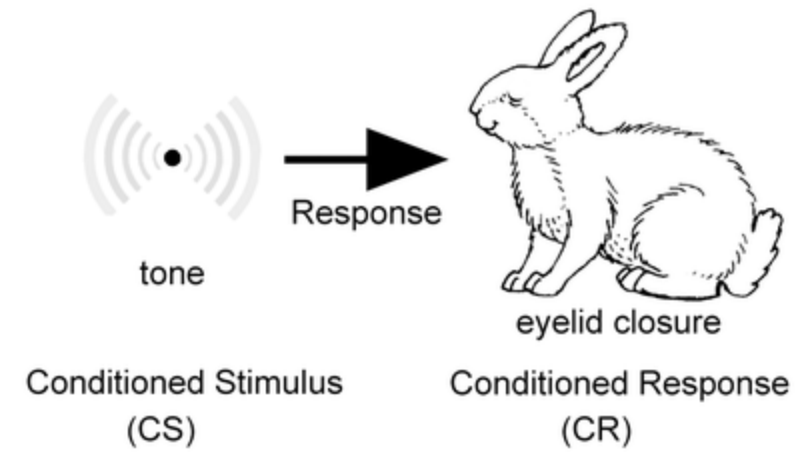 Response
tone
eyelid closure
Conditioned Stimulus
(CS)
Conditioned Response
(CR)